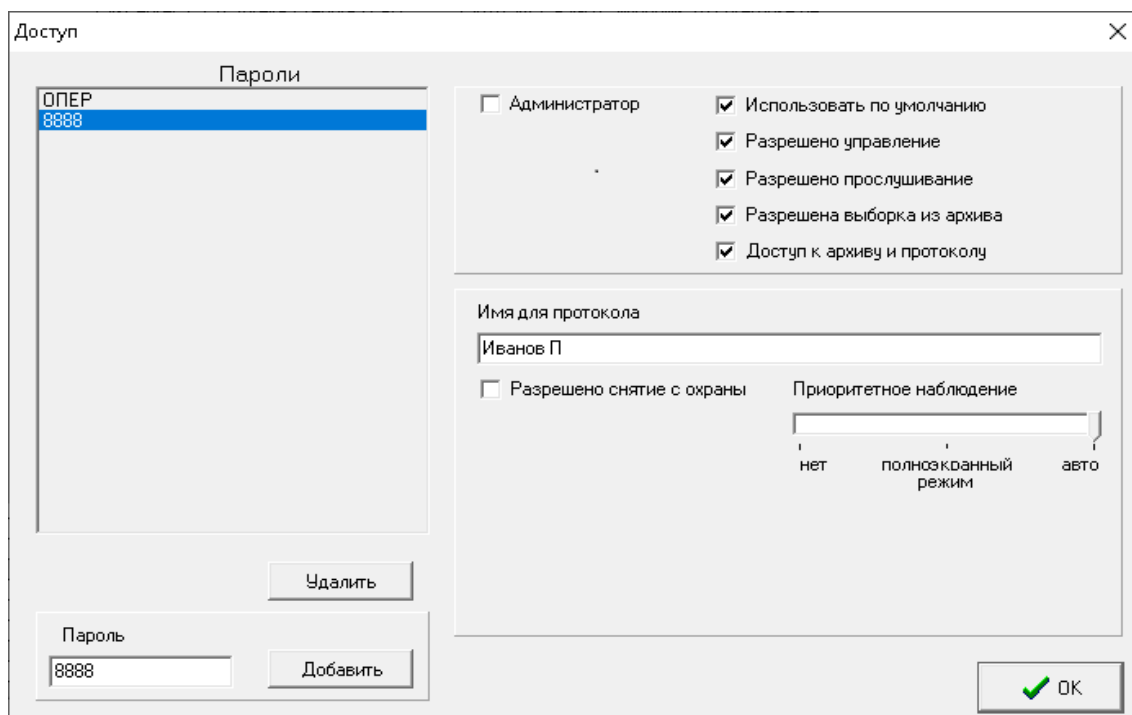 Доступ
Пароли
ОПЕР
8888
Администратор
Использовать по умолчанию
Разрешено управление
Разрешено прослушивание
Разрешена выборка из архива
Доступ к архиву и протоколу
Имя для протокола
Иванов П
Разрешено снятие с охраны
Приоритетное наблюдение
нет
полноэкранный
режим
авто
Удалить
Пароль
8888
Добавить
OK